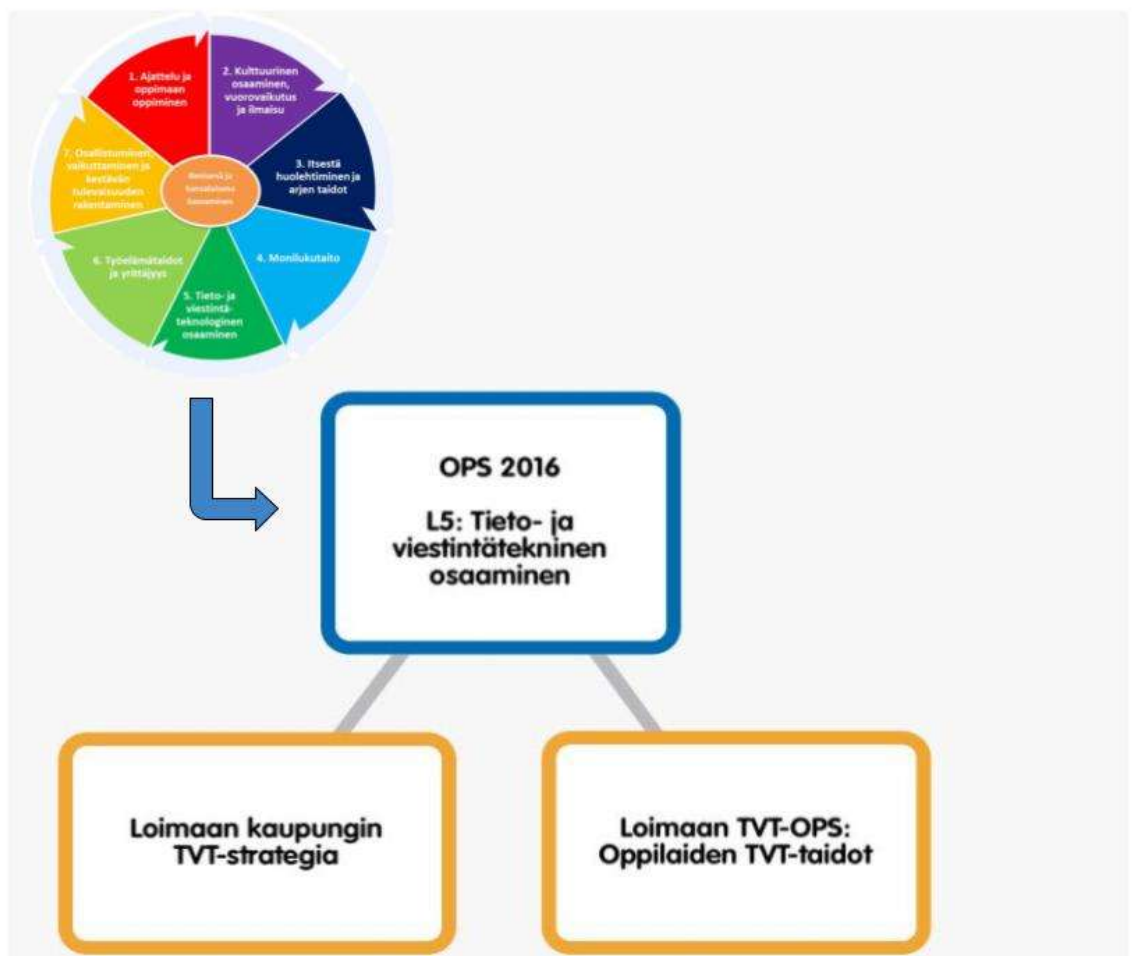 1. Ajattelu ja
oppimaan
oppiminen
2. Kulttuurinen
osaaminen,
vuorovaikutus
ja ilmaisu
3. Itsestä
huolehtiminen ja
arjen taidot
4. Monilukutaito
5. Tieto- ja
viestintä-
teknologinen
osaaminen
6. Työelämätaidot
ja yrittäjyys
7. Osallistuminen,
vaikuttaminen ja
kestävän
tulevaisuuden
rakentaminen
OPS 2016
L5: Tieto- ja
viestintätekninen
osaaminen
Loimaan kaupungin
TVT-strategia
Loimaan TVT-OPS:
Oppilaiden TVT-taidot